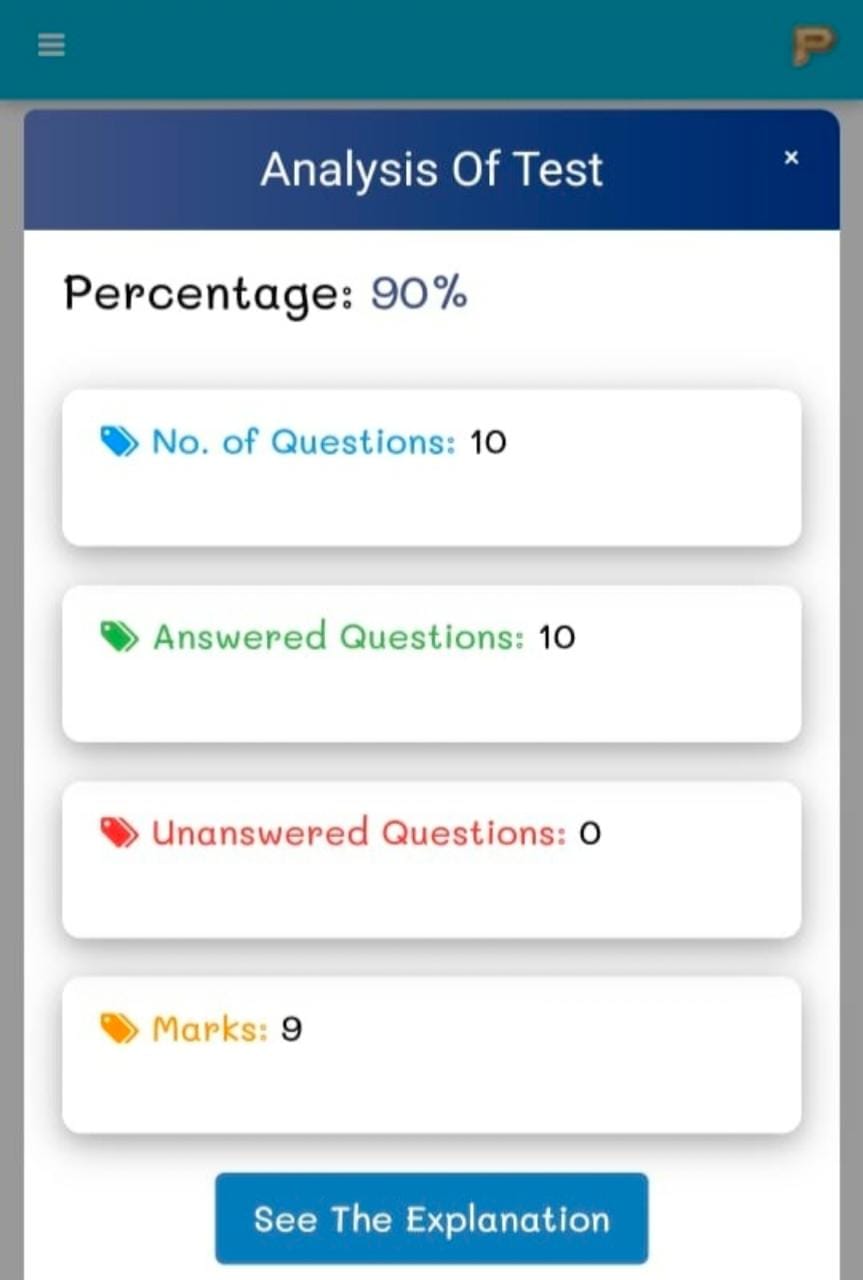 P
Analysis Of Test
×
Percentage: 90%
No. of Questions: 10
Answered Questions: 10
Unanswered Questions: 0
Marks: 9
See The Explanation